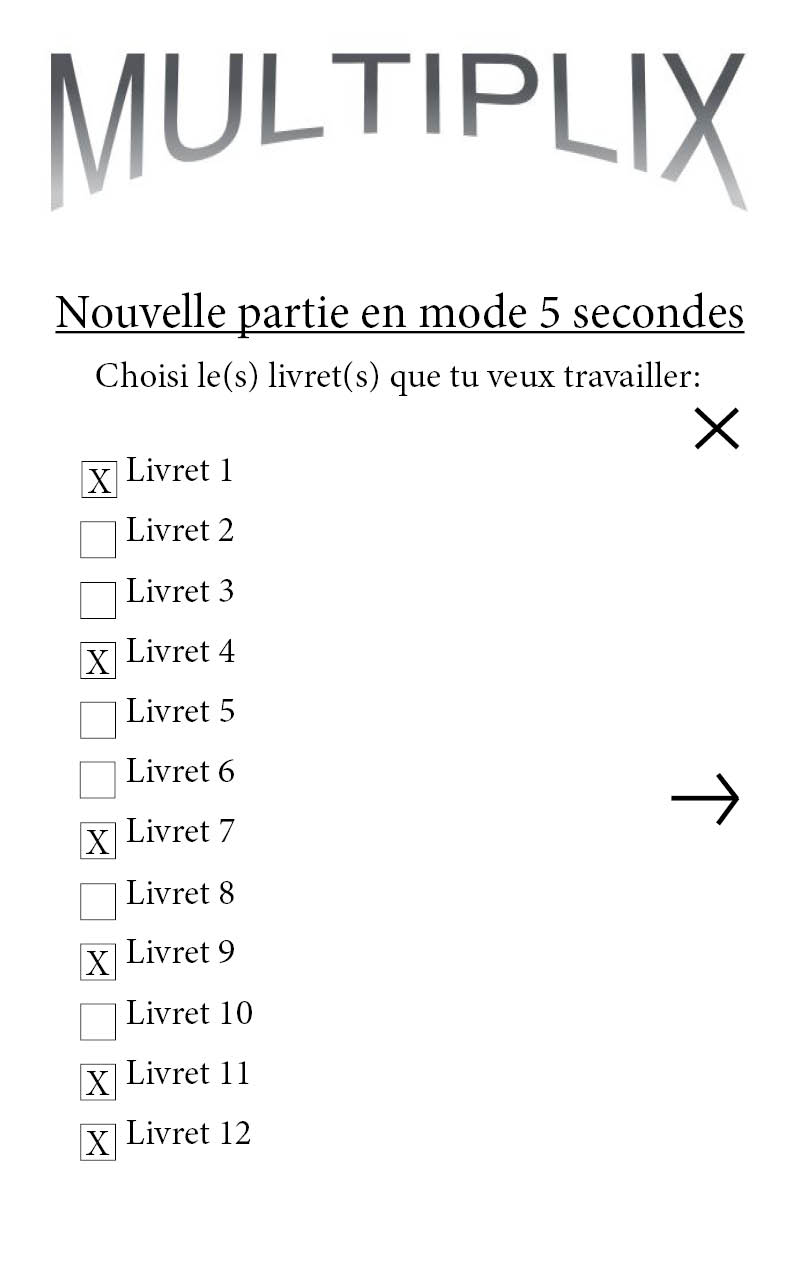 MULTIPLIX
Nouvelle partie en mode 5 secondes
Choisi le(s) livret(s) que tu veux travailler:
X Livret 1
Livret 2
Livret 3
X Livret 4
Livret 5
Livret 6
X Livret 7
Livret 8
X Livret 9
Livret 10
X Livret 11
X Livret 12